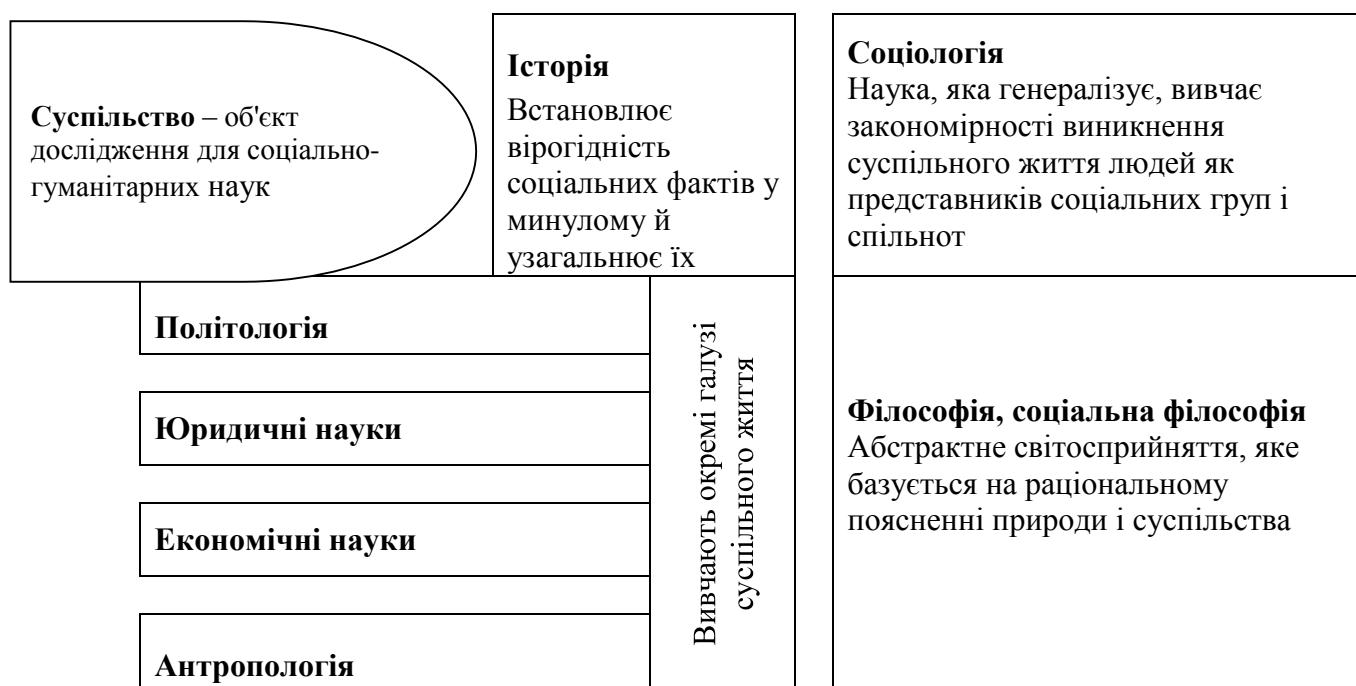 Суспільство – об'єкт
дослідження для соціально-
гуманітарних наук
Історія
Встановлює
вірогідність
соціальних фактів у
минулому й
узагальнює їх
Соціологія
Наука, яка генералізує, вивчає
закономірності виникнення
суспільного життя людей як
представників соціальних груп і
спільнот
Політологія
Юридичні науки
Економічні науки
Антропологія
Вивчають окремі галузі
суспільного життя
Філософія, соціальна філософія
Абстрактне світосприйняття, яке
базується на раціональному
поясненні природи і суспільства